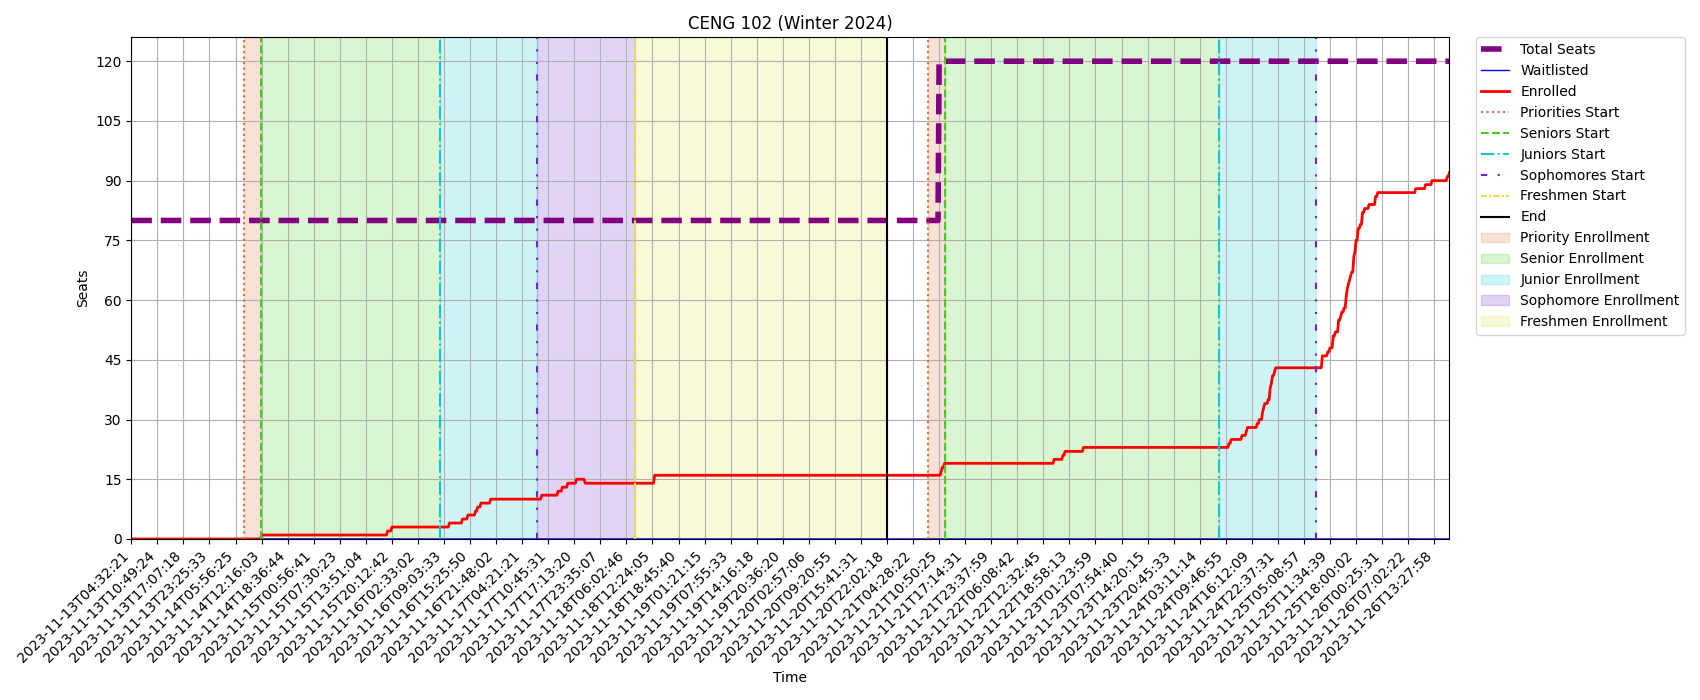 CENG 102 (Winter 2024)
Seats
120
105
90
75
60
45
30
15
0
2023-11-13T04:32:21
2023-11-13T10:49:24
2023-11-13T17:07:18
2023-11-13T23:25:33
2023-11-14T05:56:25
2023-11-14T12:16:03
2023-11-14T18:36:44
2023-11-15T00:56:41
2023-11-15T07:30:23
2023-11-15T13:51:04
2023-11-15T20:12:42
2023-11-16T02:33:02
2023-11-16T09:03:33
2023-11-16T15:25:50
2023-11-16T21:48:02
2023-11-17T04:21:21
2023-11-17T10:45:31
2023-11-17T17:13:20
2023-11-17T23:35:07
2023-11-18T06:02:46
2023-11-18T12:24:05
2023-11-18T18:45:40
2023-11-19T01:21:15
2023-11-19T07:55:33
2023-11-19T14:16:18
2023-11-19T20:36:20
2023-11-20T02:57:06
2023-11-20T09:20:55
2023-11-20T15:41:31
2023-11-20T22:02:18
2023-11-21T04:28:22
2023-11-21T10:50:25
2023-11-21T17:14:31
2023-11-21T23:37:59
2023-11-22T06:08:42
2023-11-22T12:32:45
2023-11-22T18:58:13
2023-11-23T01:23:59
2023-11-23T07:54:40
2023-11-23T14:20:15
2023-11-23T20:45:33
2023-11-24T03:11:14
2023-11-24T09:46:55
2023-11-24T16:12:09
2023-11-24T22:37:31
2023-11-25T05:08:57
2023-11-25T11:34:39
2023-11-25T18:00:02
2023-11-26T00:25:31
2023-11-26T07:02:22
2023-11-26T13:27:58
Time
Total Seats
Waitlisted
Enrolled
Priorities Start
Seniors Start
Juniors Start
Sophomores Start
Freshmen Start
End
Priority Enrollment
Senior Enrollment
Junior Enrollment
Sophomore Enrollment
Freshmen Enrollment